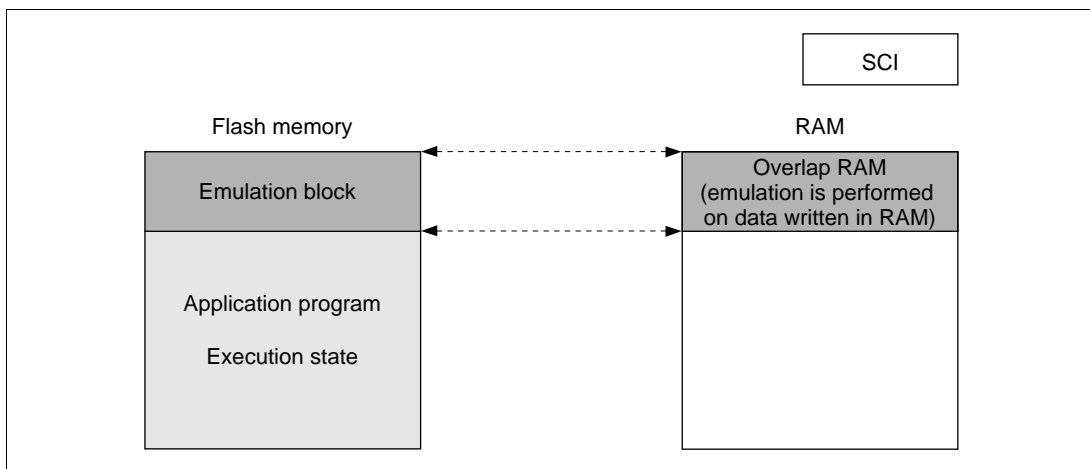 SCI
Flash memory
RAM
Emulation block
Overlap RAM
(emulation is performed
on data written in RAM)
Application program
Execution state